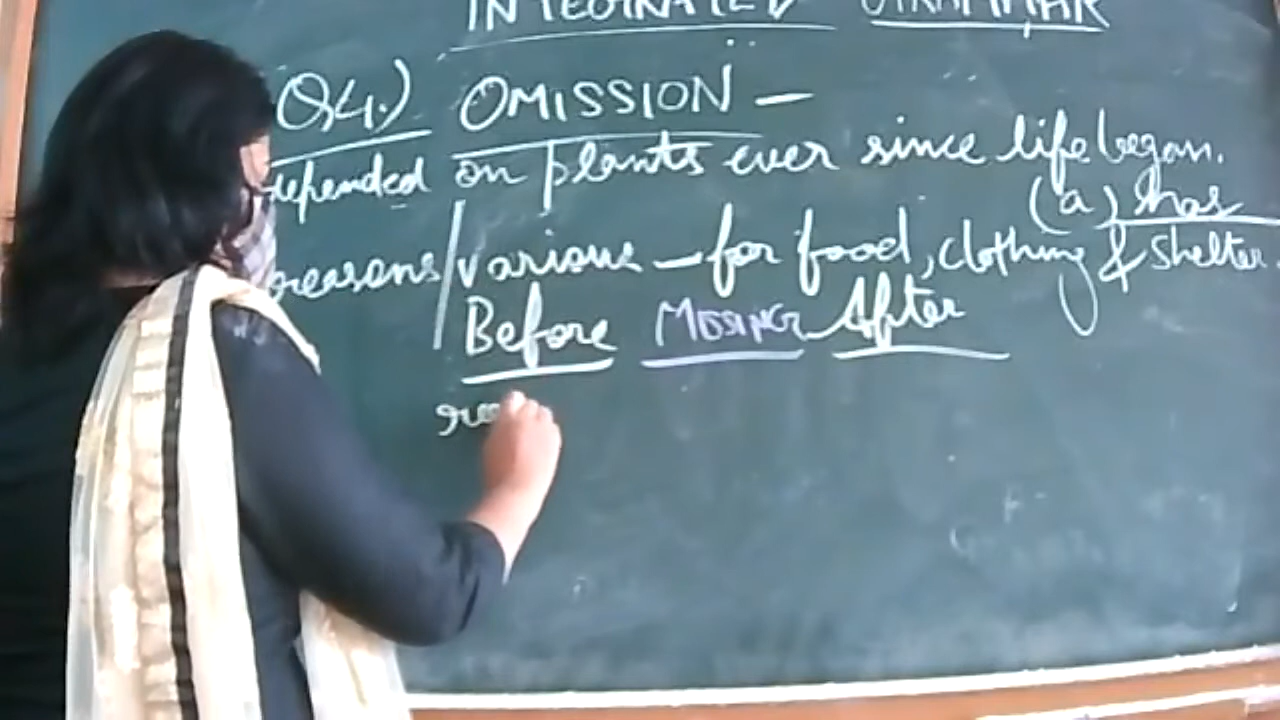 INTEGRATED GRAMMAR
Q4.) OMISSION —
depended on plants ever since life began.
(a) has
reasons/various — for food, clothing & shelter.
Before MISSING After
rea